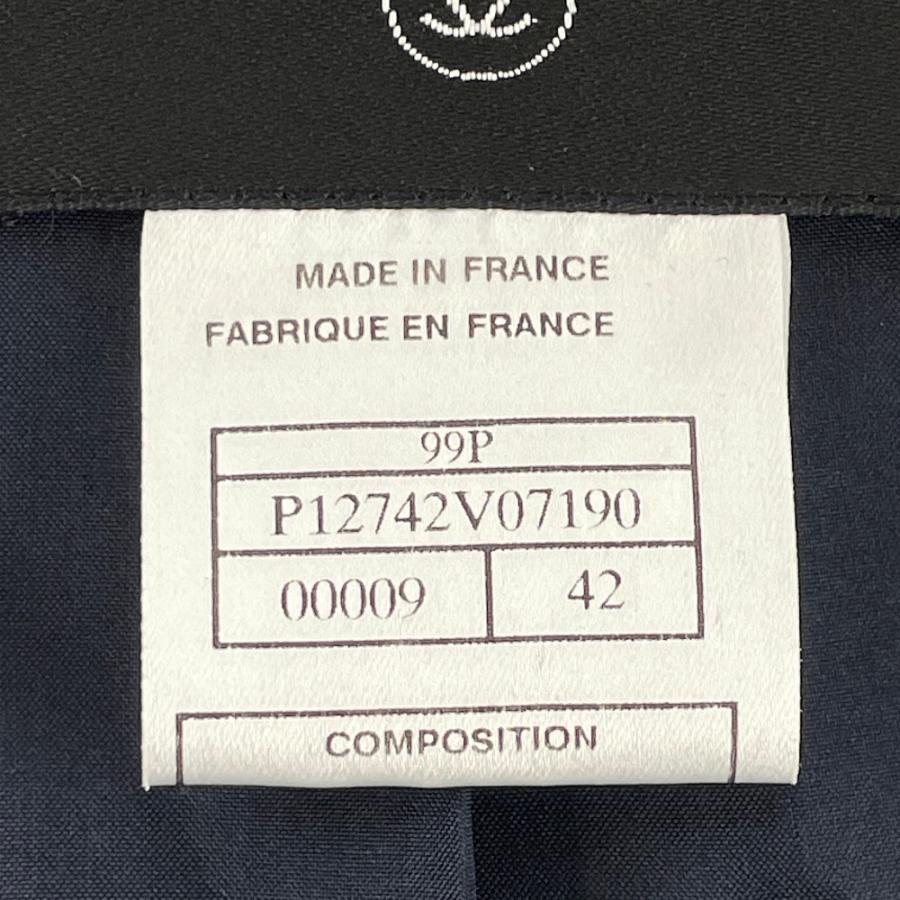 MADE IN FRANCE
FABRIQUE EN FRANCE
99P
P12742V07190
00009 42
COMPOSITION